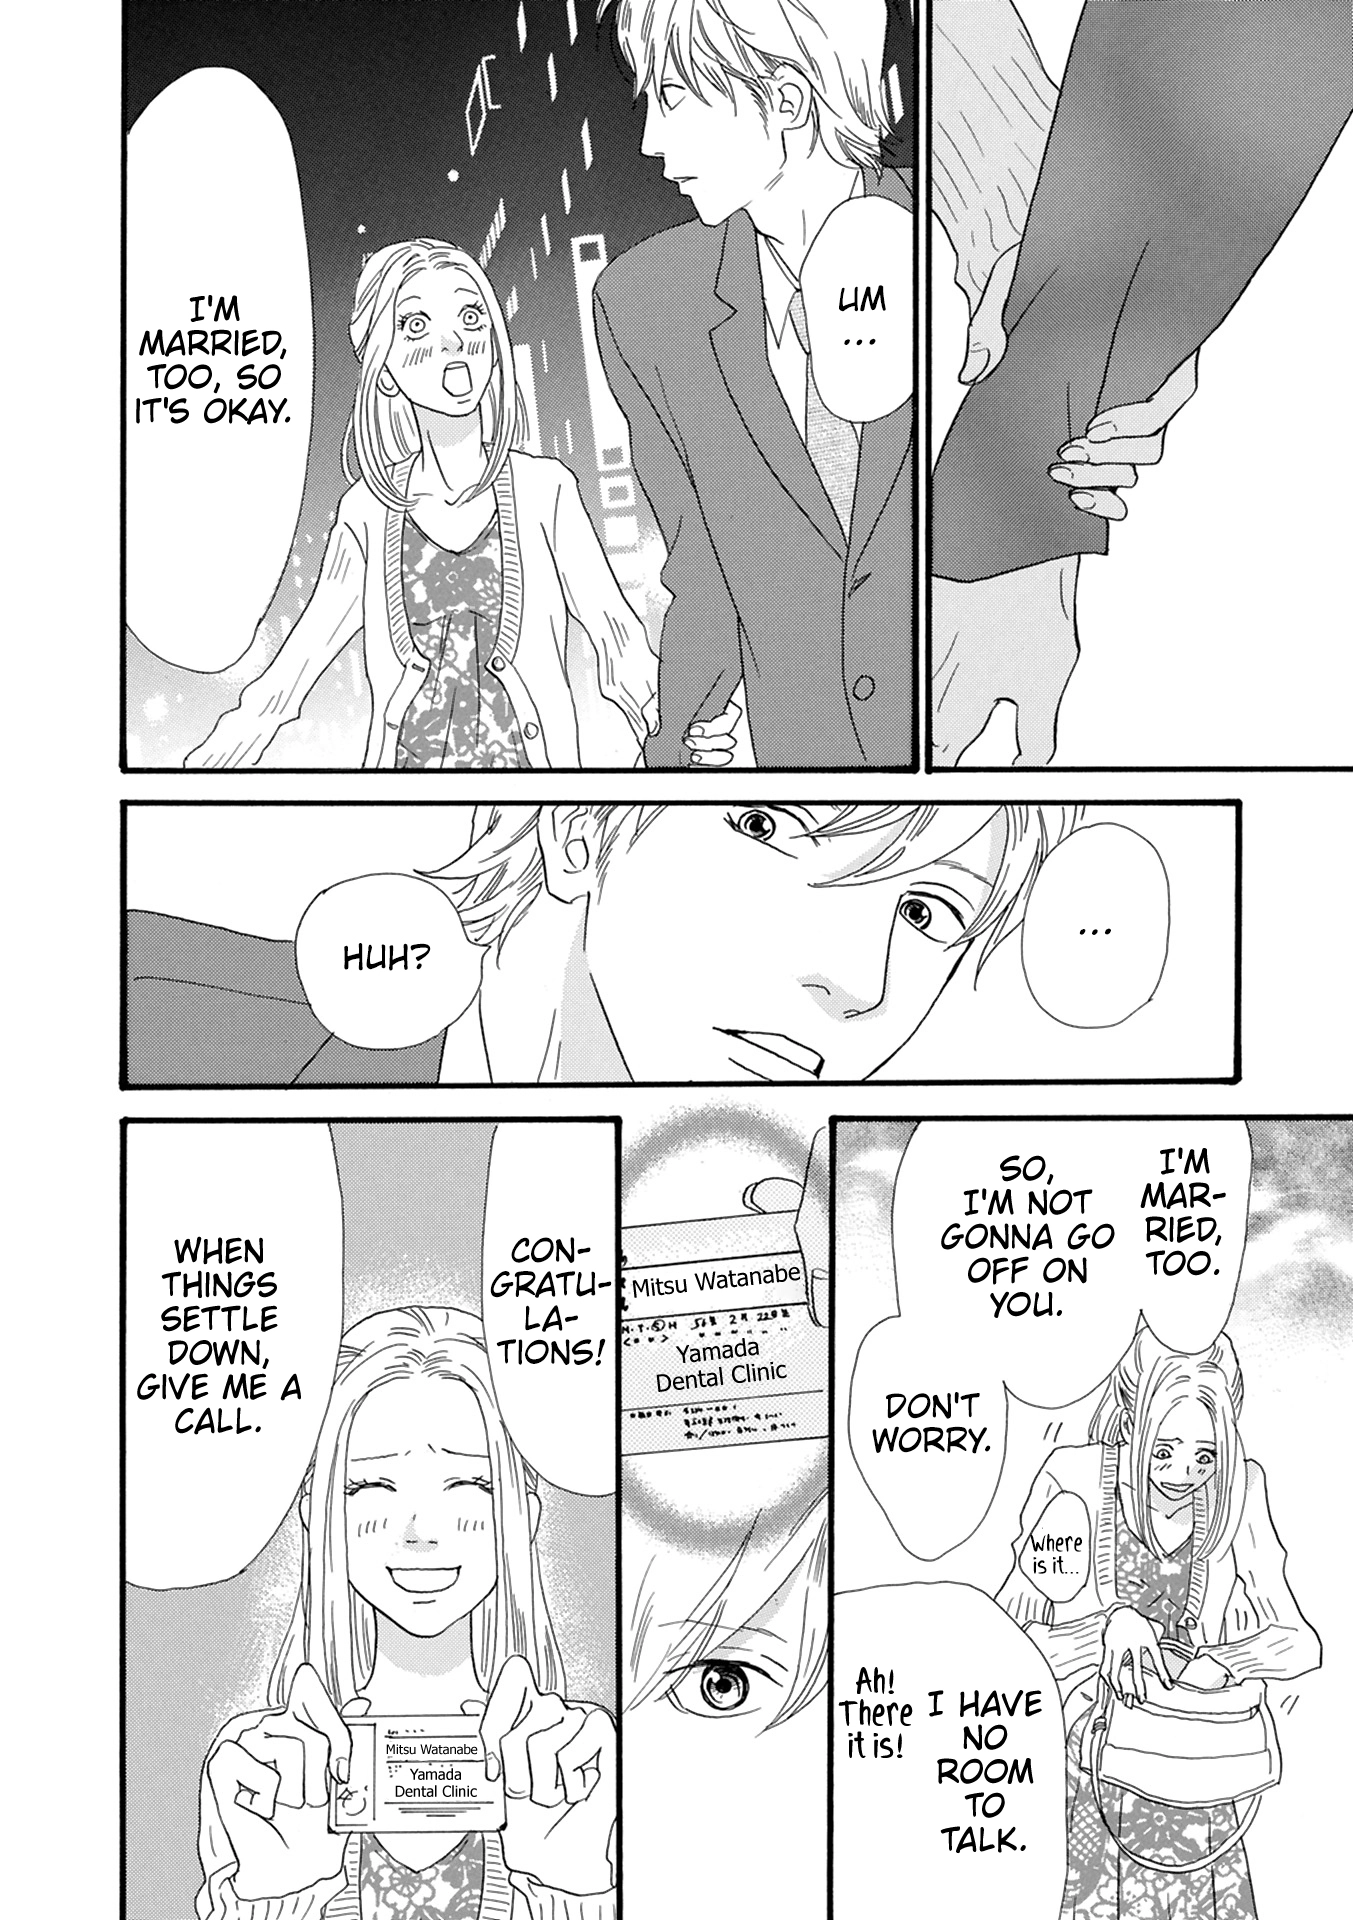 UM
...
I'M
MARRIED,
TOO, SO
IT'S OKAY.
...
HUH?
I'M
MAR-
RIED,
TOO.
SO,
I'M NOT
GONNA GO
OFF ON
YOU.
DON'T
WORRY.
Where
is it...
I HAVE
NO
ROOM
TO
TALK.
Ah!
There
it is!
Mitsu Watanabe
Yamada
Dental Clinic
CON-
GRATU-
LA-
TIONS!
WHEN
THINGS
SETTLE
DOWN,
GIVE ME A
CALL.
Mitsu Watanabe
Yamada
Dental Clinic